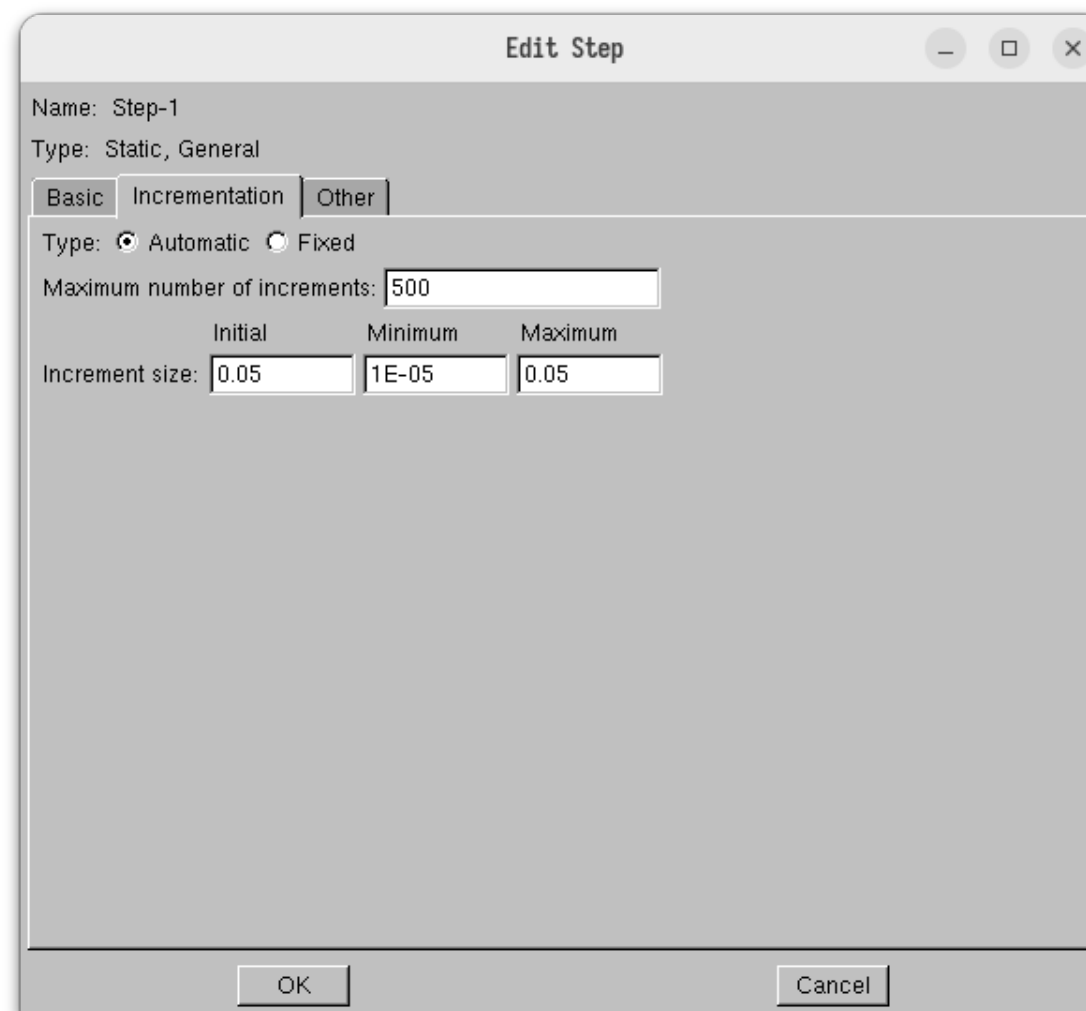 Edit Step
Name: Step-1
Type: Static, General
Basic Incrementation Other
Type: Automatic Fixed
Maximum number of increments: 500
Initial Minimum Maximum
Increment size: 0.05 1E-05 0.05
OK Cancel